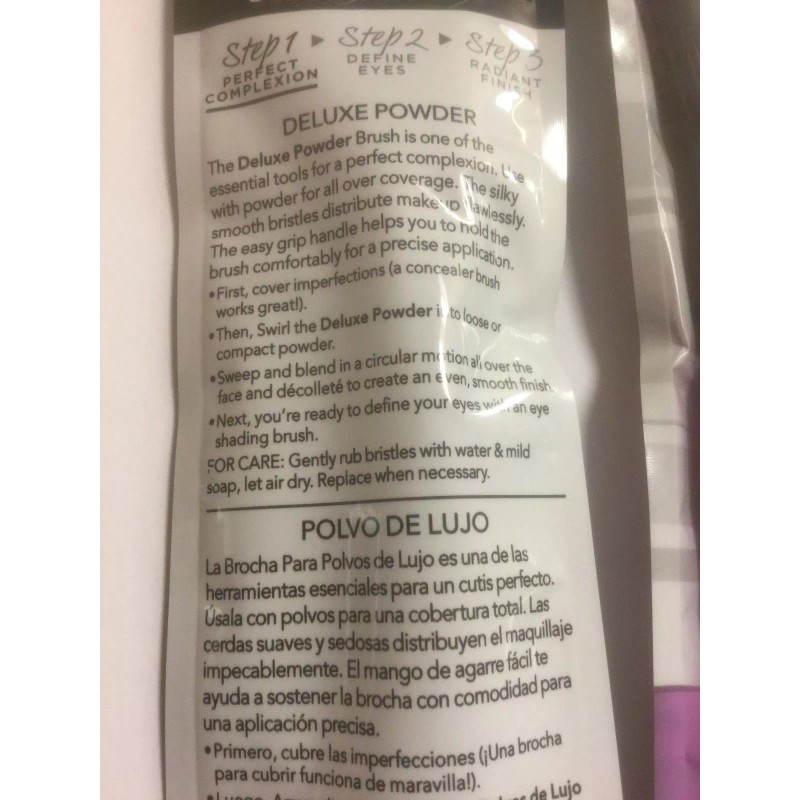 Step 1 ▸ Step 2 ▸ Step 3
PERFECT COMPLEXION
DEFINE EYES
RADIANT FINISH
DELUXE POWDER
The Deluxe Powder Brush is one of the
essential tools for a perfect complexion. Use
with powder for all over coverage. The silky
smooth bristles distribute makeup flawlessly.
The easy grip handle helps you to hold the
brush comfortably for a precise application.
•First, cover imperfections (a concealer brush
works great!).
•Then, Swirl the Deluxe Powder into loose or
compact powder.
•Sweep and blend in a circular motion all over the
face and décolleté to create an even, smooth finish.
•Next, you're ready to define your eyes with an eye
shading brush.
FOR CARE: Gently rub bristles with water & mild
soap, let air dry. Replace when necessary.
POLVO DE LUJO
La Brocha Para Polvos de Lujo es una de las
herramientas esenciales para un cutis perfecto.
Úsala con polvos para una cobertura total. Las
cerdas suaves y sedosas distribuyen el maquillaje
impecablemente. El mango de agarre fácil te
ayuda a sostener la brocha con comodidad para
una aplicación precisa.
•Primero, cubre las imperfecciones (¡Una brocha
para cubrir funciona de maravilla!).
•Luego, de Lujo